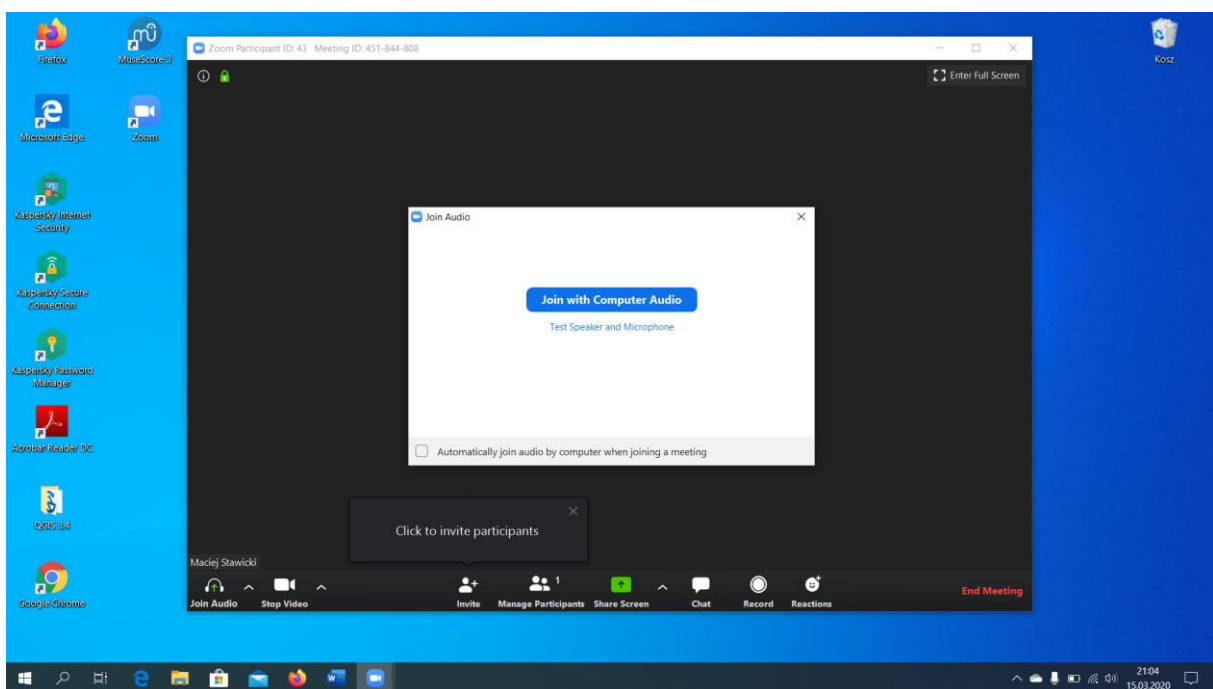 Firefox
MuseScore 3
Microsoft Edge
Zoom
Kaspersky Internet
Security
Kaspersky Secure
Connection
Kaspersky Password
Manager
Acrobat Reader DC
QGIS 3.4
Google Chrome
Kosz
Zoom Participant ID: 43 Meeting ID: 451-844-808
Enter Full Screen
Join Audio
Join with Computer Audio
Test Speaker and Microphone
Automatically join audio by computer when joining a meeting
Click to invite participants
Maciej Stawicki
1
Join Audio Stop Video Invite Manage Participants Share Screen Chat Record Reactions End Meeting
21:04
15.03.2020